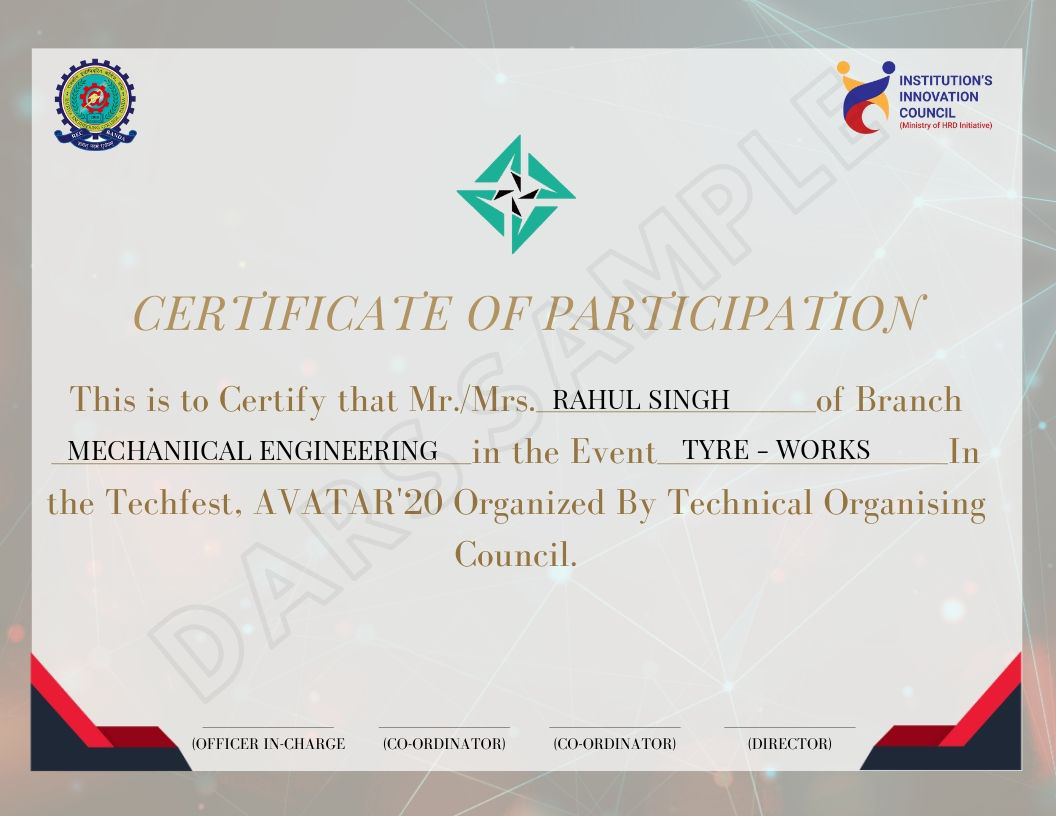 REC BANDA
INSTITUTION'S
INNOVATION
COUNCIL
(Ministry of HRD Initiative)
DARS SAMPLE
CERTIFICATE OF PARTICIPATION
This is to Certify that Mr./Mrs. RAHUL SINGH of Branch
MECHANIICAL ENGINEERING in the Event TYRE – WORKS In
the Techfest, AVATAR'20 Organized By Technical Organising
Council.
(OFFICER IN-CHARGE (CO-ORDINATOR) (CO-ORDINATOR) (DIRECTOR)